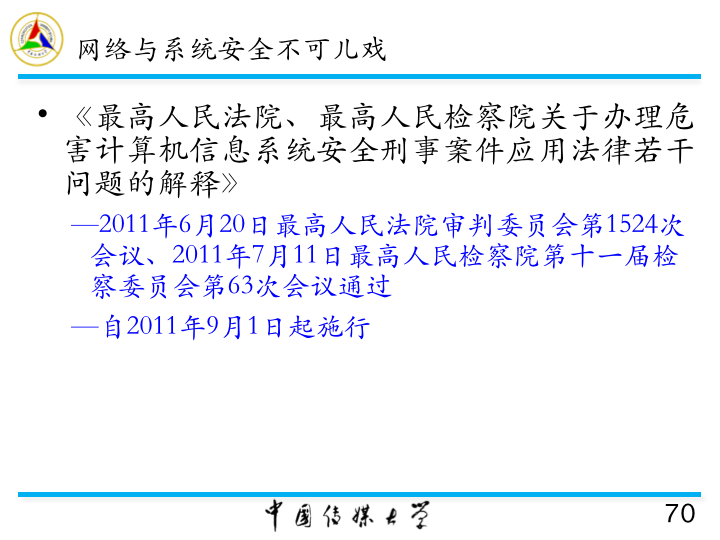 网络与系统安全不可儿戏
• 《最高人民法院、最高人民检察院关于办理危
害计算机信息系统安全刑事案件应用法律若干
问题的解释》
—2011年6月20日最高人民法院审判委员会第1524次
会议、2011年7月11日最高人民检察院第十一届检
察委员会第63次会议通过
—自2011年9月1日起施行
中国传媒大学
70